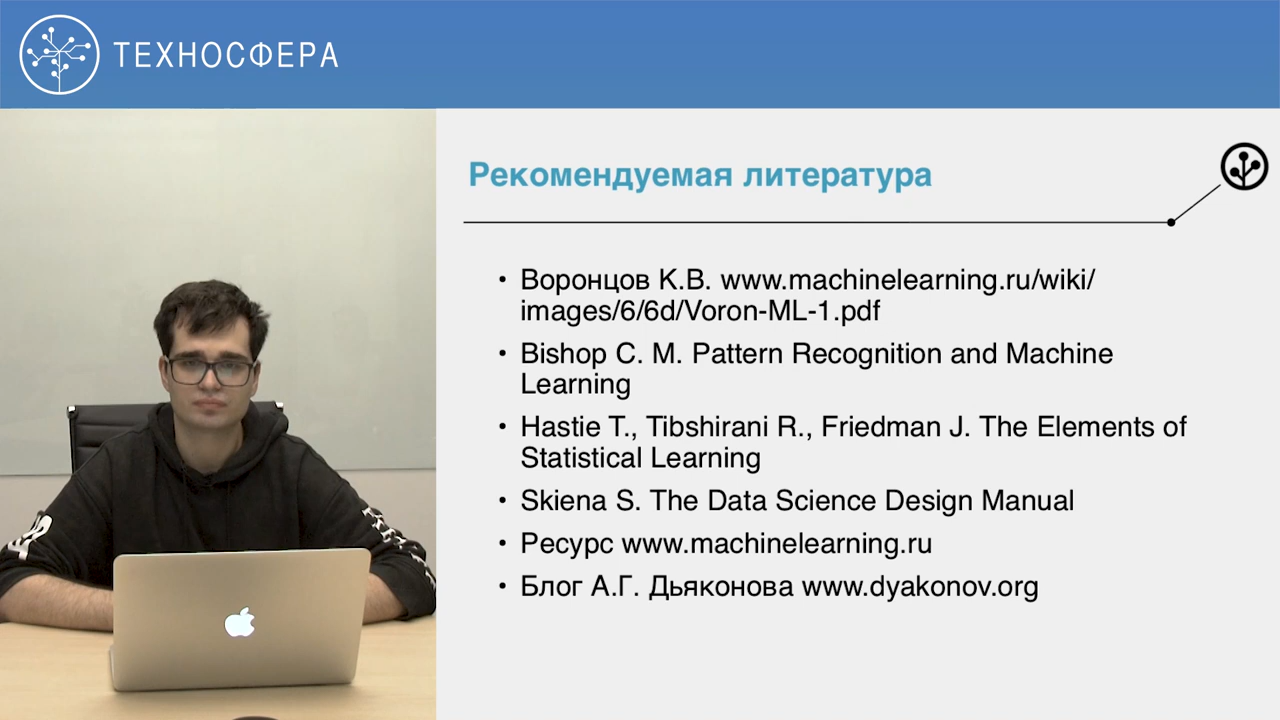 ТЕХНОСФЕРА
Рекомендуемая литература
• Воронцов К.В. www.machinelearning.ru/wiki/
images/6/6d/Voron-ML-1.pdf
• Bishop C. M. Pattern Recognition and Machine
Learning
• Hastie T., Tibshirani R., Friedman J. The Elements of
Statistical Learning
• Skiena S. The Data Science Design Manual
• Ресурс www.machinelearning.ru
• Блог А.Г. Дьяконова www.dyakonov.org